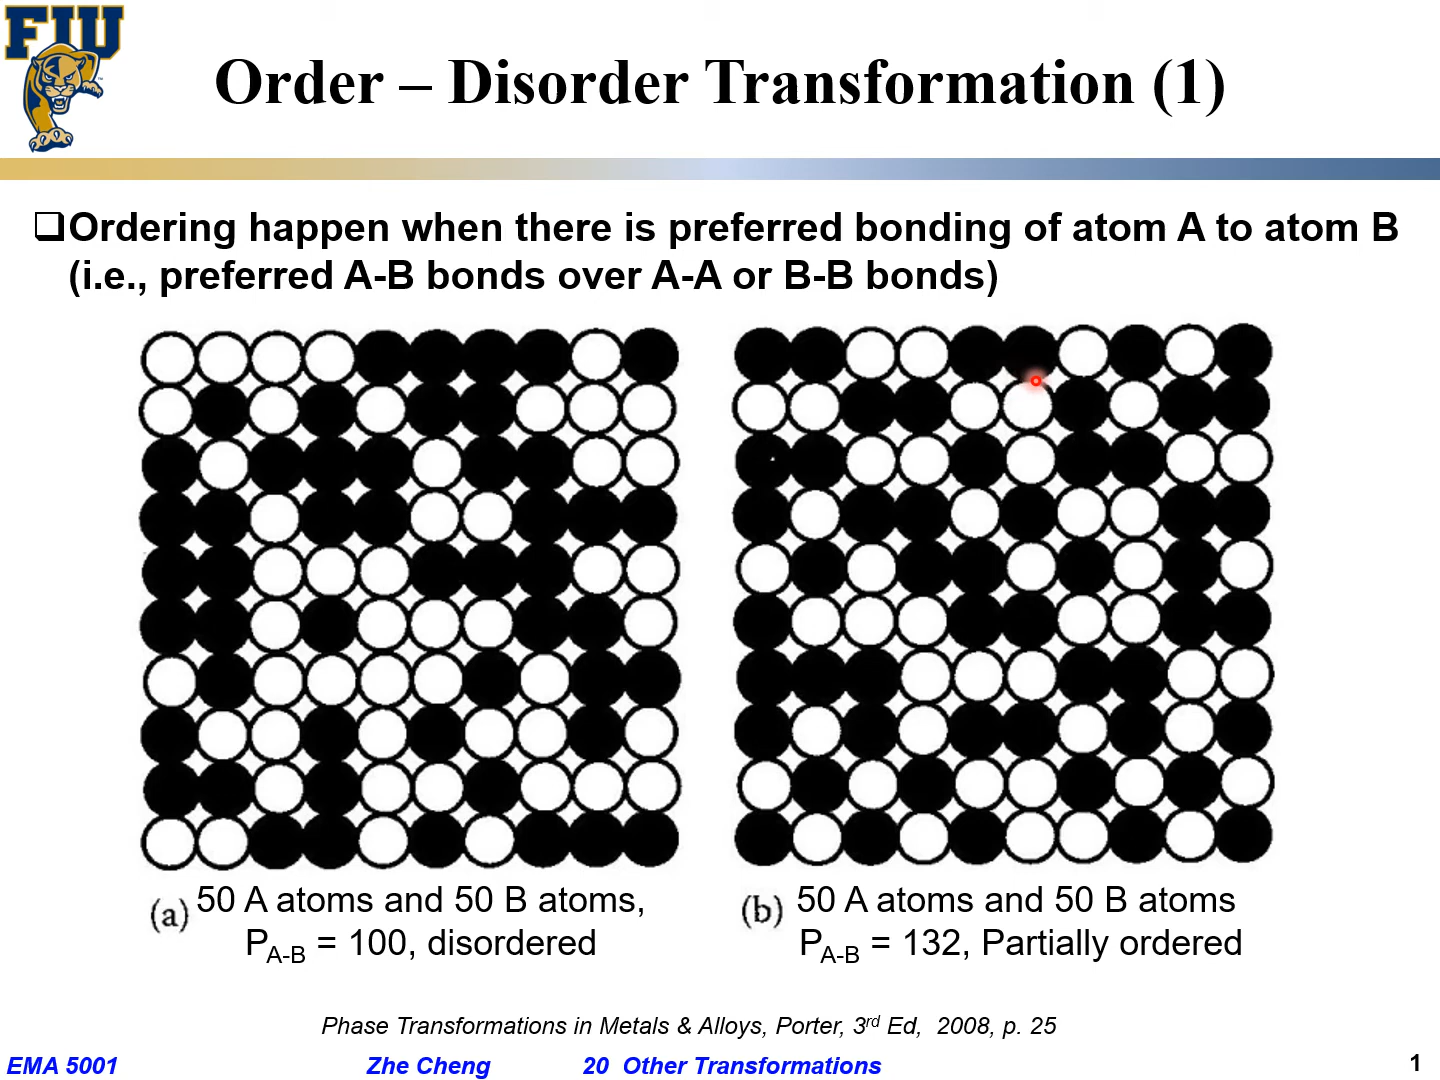 FIU
Order – Disorder Transformation (1)
❑Ordering happen when there is preferred bonding of atom A to atom B
(i.e., preferred A-B bonds over A-A or B-B bonds)
(a) 50 A atoms and 50 B atoms,
P_A-B = 100, disordered
(b) 50 A atoms and 50 B atoms
P_A-B = 132, Partially ordered
Phase Transformations in Metals & Alloys, Porter, 3rd Ed, 2008, p. 25
EMA 5001 Zhe Cheng 20 Other Transformations 1